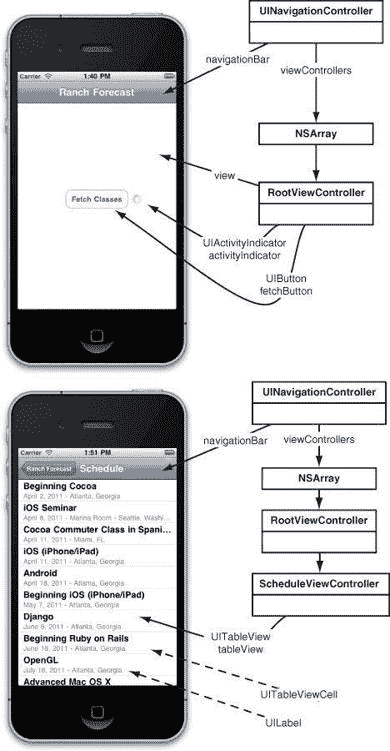 UINavigationController
navigationBar
viewControllers
Carrier
1:40 PM
Ranch Forecast
NSArray
view
RootViewController
Fetch Classes
UIActivityIndicator
activityIndicator
UIButton
fetchButton
UINavigationController
navigationBar
viewControllers
Carrier
1:51 PM
Ranch Forecast
Schedule
NSArray
Beginning Cocoa
April 2, 2011 - Atlanta, Georgia
iOS Seminar
April 8, 2011 - Marina Room - Seattle, Washi...
Cocoa Commuter Class in Spani...
April 11, 2011 - Miami, FL
RootViewController
iOS (iPhone/iPad)
April 16, 2011 - Atlanta, Georgia
Android
April 18, 2011 - Atlanta, Georgia
ScheduleViewController
Beginning iOS (iPhone/iPad)
May 7, 2011 - Atlanta, Georgia
Django
June 6, 2011 - Atlanta, Georgia
UITableView
tableView
Beginning Ruby on Rails
June 18, 2011 - Atlanta, Georgia
OpenGL
July 16, 2011 - Atlanta, Georgia
Advanced Mac OS X
UITableViewCell
UILabel